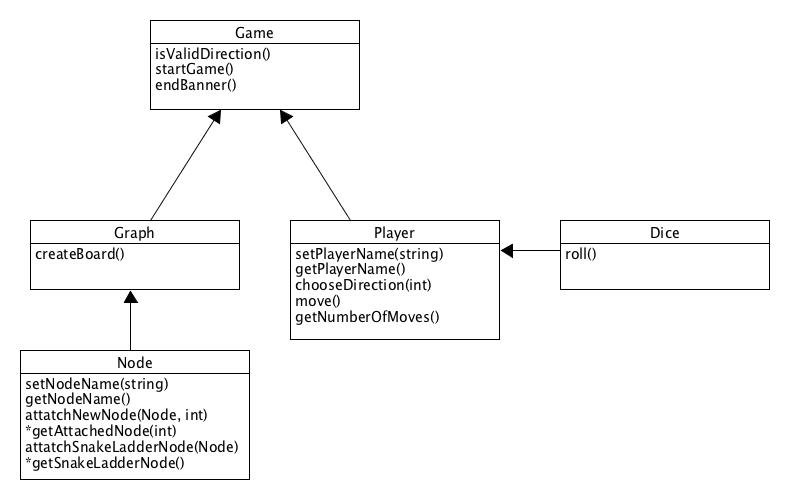 Game
isValidDirection()
startGame()
endBanner()
Graph
createBoard()
Player
setPlayerName(string)
getPlayerName()
chooseDirection(int)
move()
getNumberOfMoves()
Dice
roll()
Node
setNodeName(string)
getNodeName()
attatchNewNode(Node, int)
*getAttachedNode(int)
attatchSnakeLadderNode(Node)
*getSnakeLadderNode()